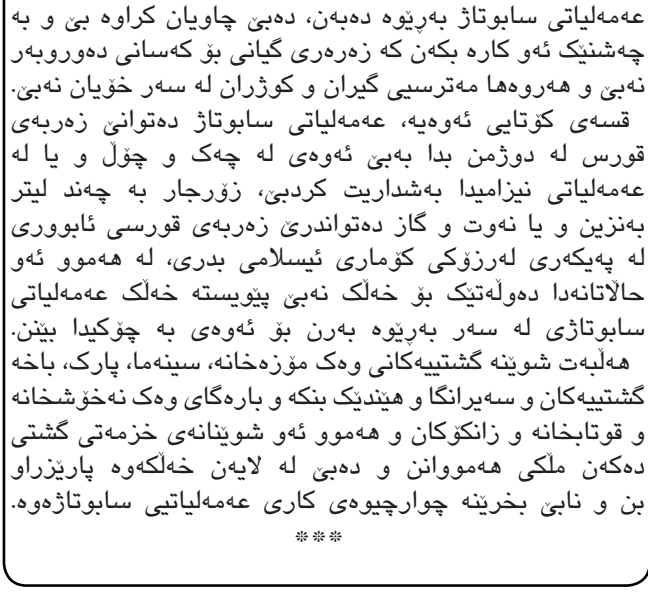 عەمەلیاتی سابوتاژ بەڕێوە دەبەن، دەبێ چاویان کراوە بێ و بە
چەشنێک ئەو کارە بکەن کە زەرەری گیانی بۆ کەسانی دەوروبەر
نەبێ و هەروەها مەترسیی گیران و کوژران لە سەر خۆیان نەبێ.
قسەی کۆتایی ئەوەیە، عەمەلیاتی سابوتاژ دەتوانێ زەربەی
قورس لە دوژمن بدا بەبێ ئەوەی لە چەک و چۆڵ و یا لە
عەمەلیاتی نیزامیدا بەشداریت کردبێ، زۆرجار بە چەند لیتر
بەنزین و یا نەوت و گاز دەتواندرێ زەربەی قورسی ئابووری
لە پەیکەری لەرزۆکی کۆماری ئیسلامی بدری، لە هەموو ئەو
حاڵاتانەدا دەوڵەتێک بۆ خەڵک نەبێ پێویستە خەڵک عەمەلیاتی
سابوتاژی لە سەر بەڕێوە بەرن بۆ ئەوەی بە چۆکیدا بێنن.
هەڵبەت شوێنە گشتییەکانی وەک مۆزەخانە، سینەما، پارک، باخە
گشتییەکان و سەیرانگا و هێندێک بنکە و بارەگای وەک نەخۆشخانە
و قوتابخانە و زانکۆکان و هەموو ئەو شوێنانەی خزمەتی گشتی
دەکەن مڵکی هەمووانن و دەبێ لە لایەن خەڵکەوە پارێزراو
بن و نابێ بخرێنە چوارچیوەی کاری عەمەلیاتیی سابوتاژەوە.
***